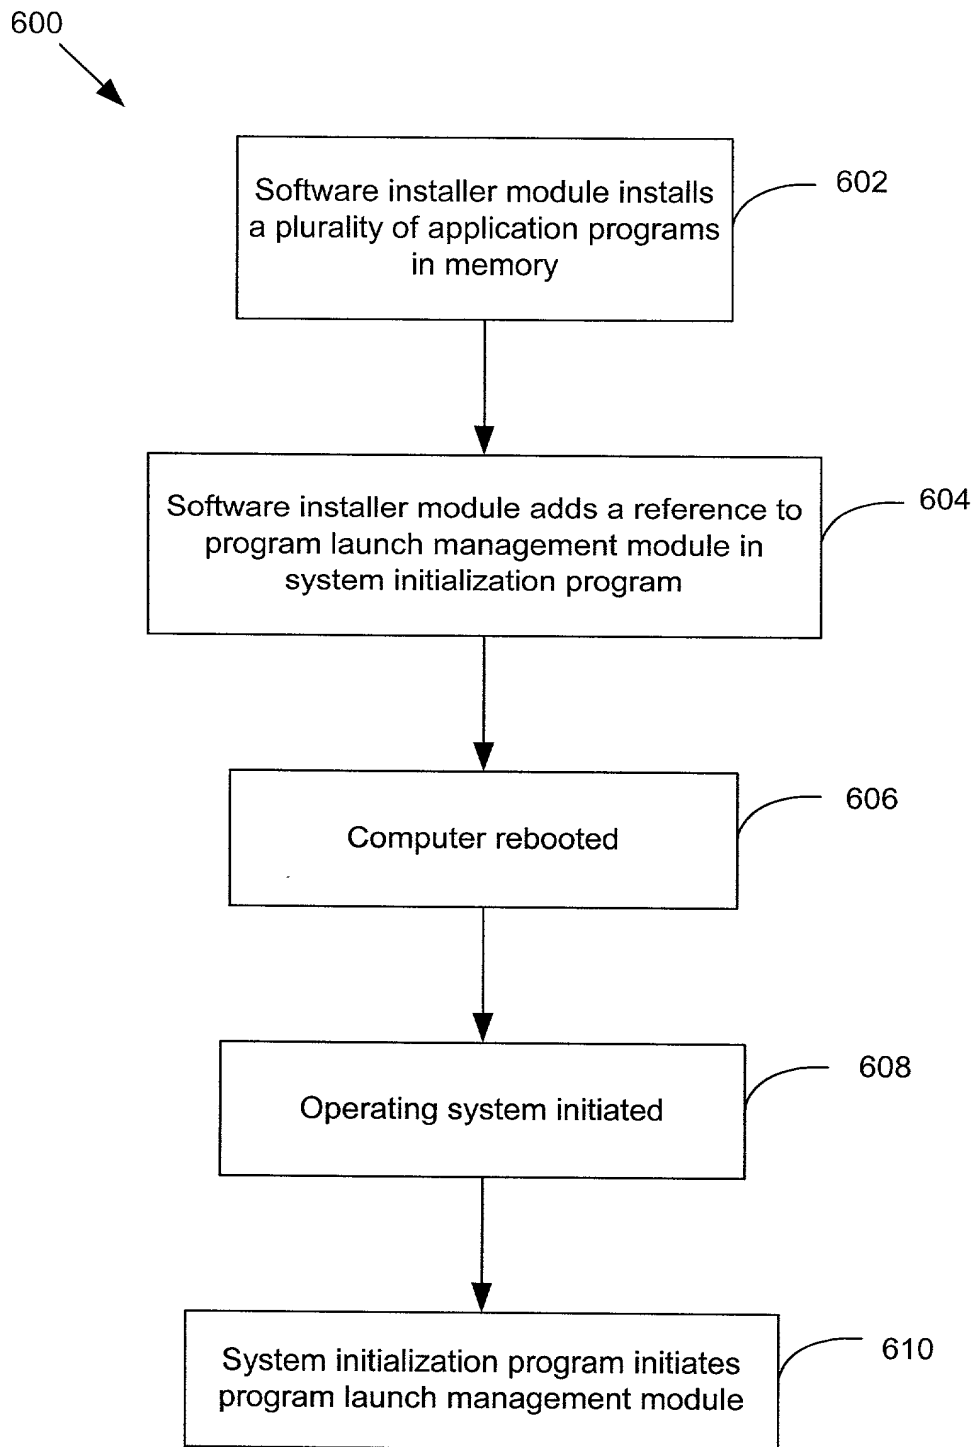 600
Software installer module installs
a plurality of application programs
in memory
602
Software installer module adds a reference to
program launch management module in
system initialization program
604
Computer rebooted
606
Operating system initiated
608
System initialization program initiates
program launch management module
610